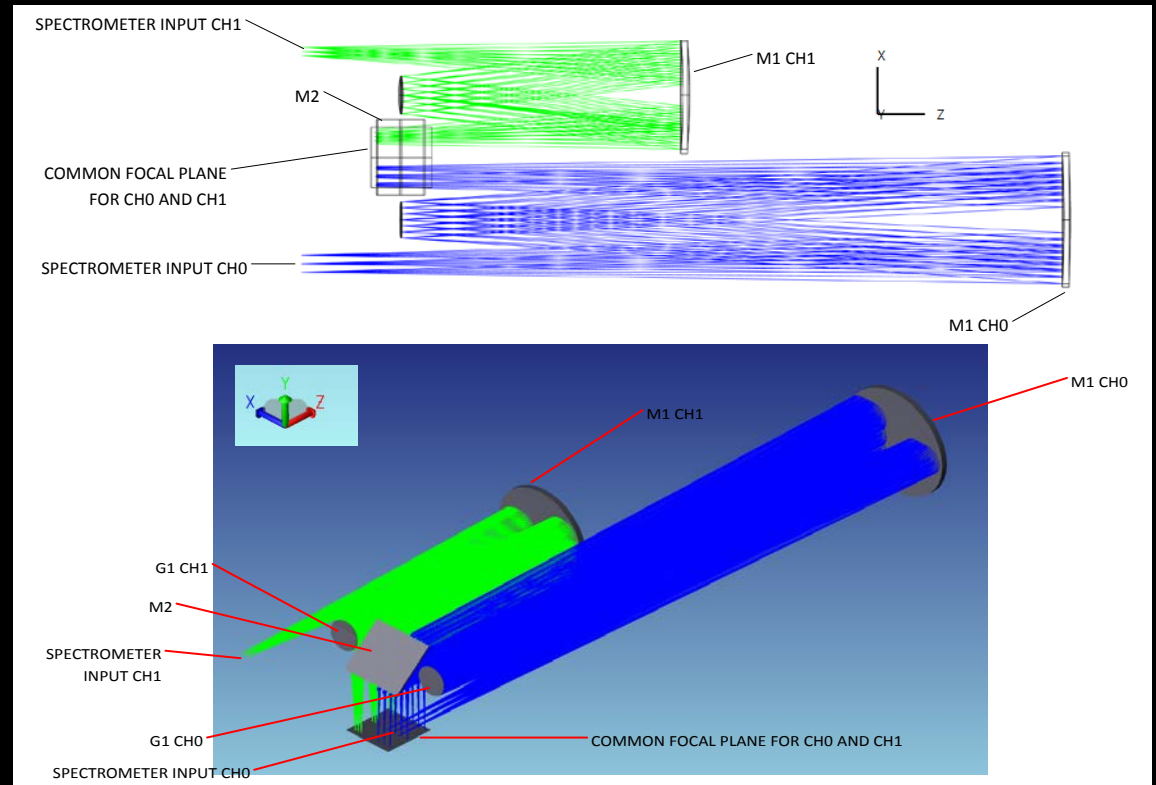 SPECTROMETER INPUT CH1
M1 CH1
X
M2
Y
Z
COMMON FOCAL PLANE
FOR CH0 AND CH1
SPECTROMETER INPUT CH0
M1 CH0
Y
X
Z
M1 CH0
M1 CH1
G1 CH1
M2
SPECTROMETER
INPUT CH1
G1 CH0
COMMON FOCAL PLANE FOR CH0 AND CH1
SPECTROMETER INPUT CH0